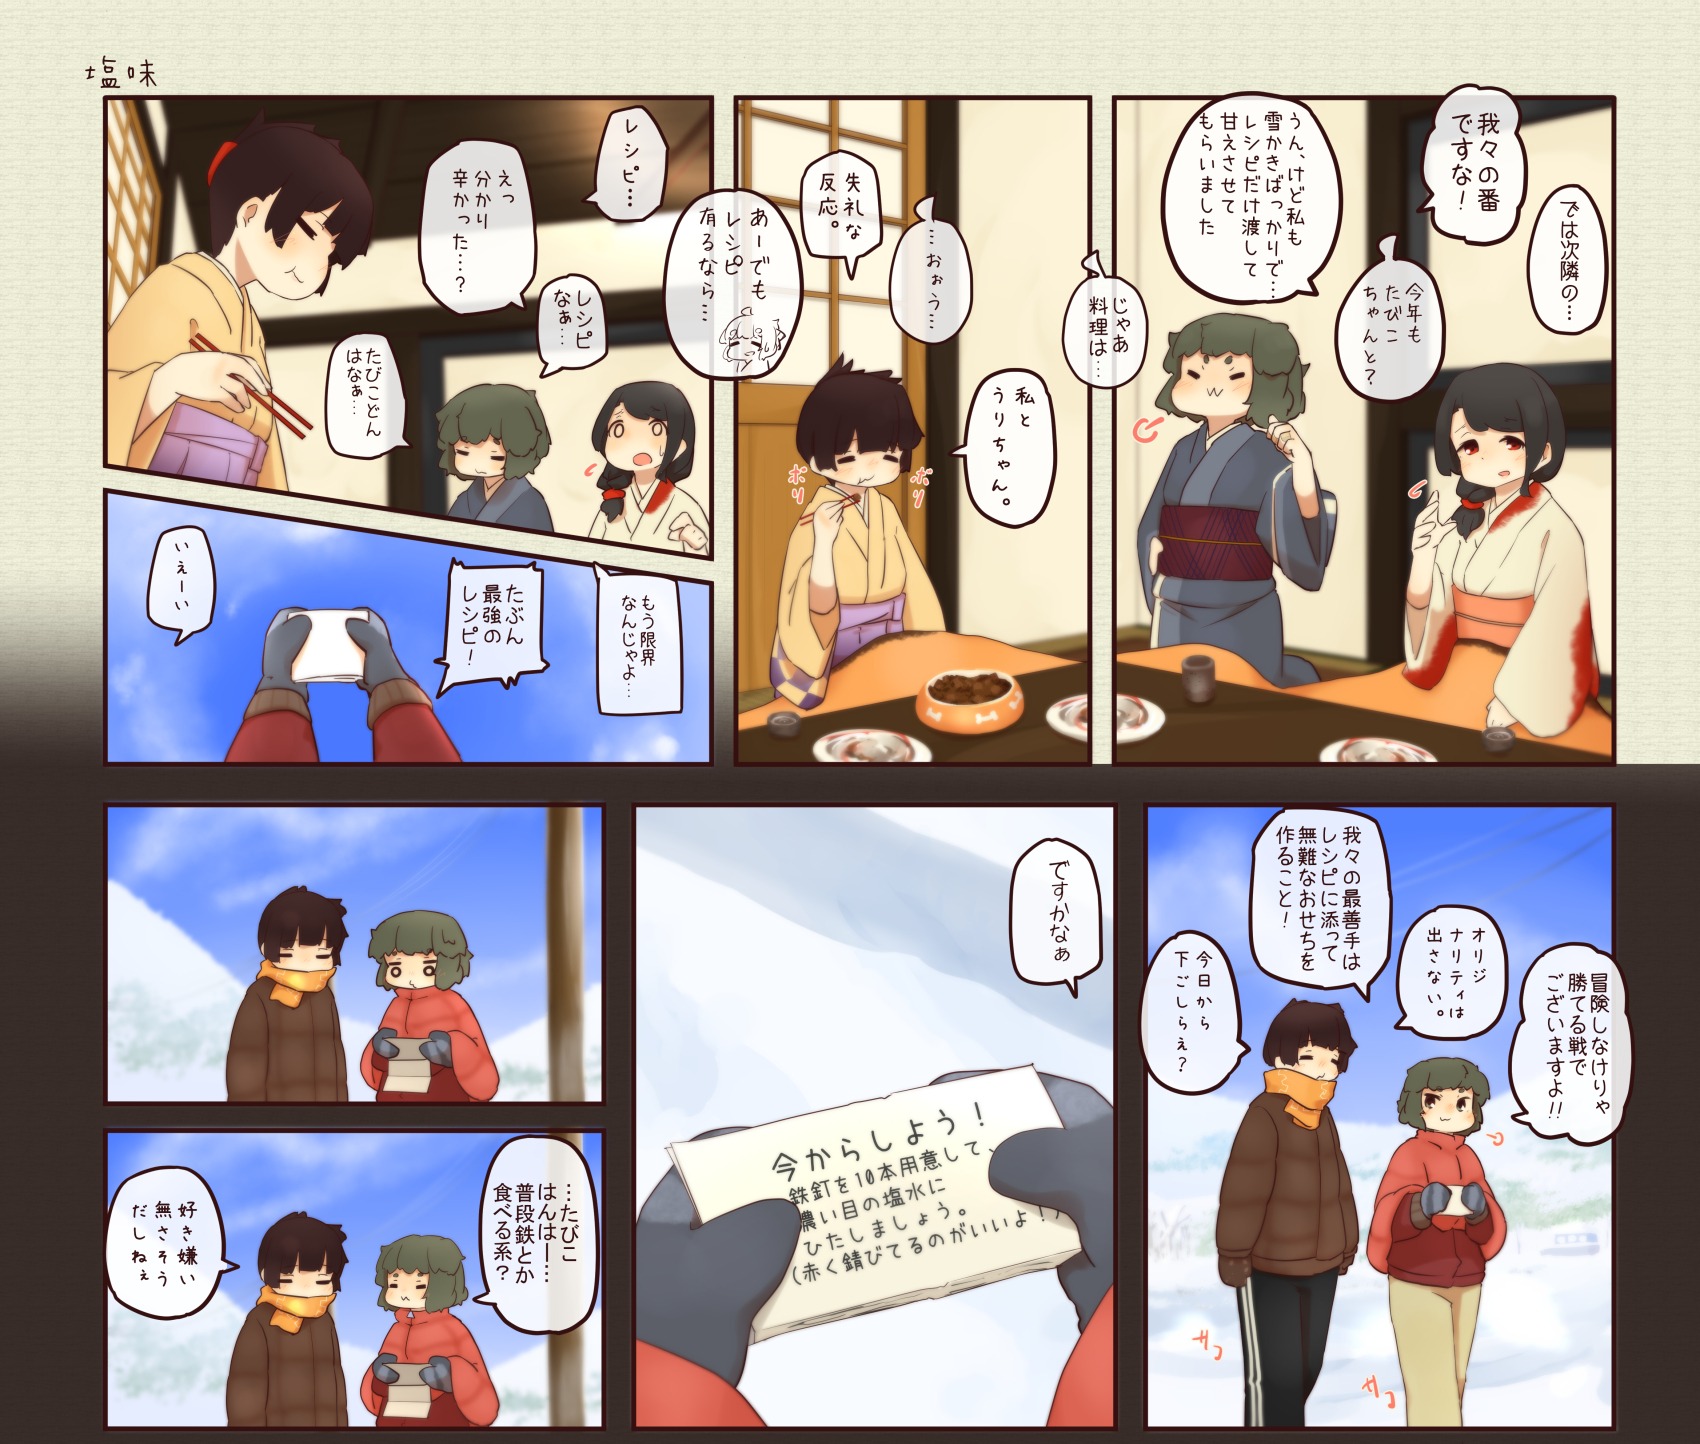 塩味
では次隣の…
我々の番
ですな！
今年も
たびこ
ちゃんと？
うん、けど私も
雪かきばっかりで…
レシピだけ渡して
甘えさせて
もらいました
じゃあ
料理は…
私と
うりちゃん。
…おぉう…
失礼な
反応。
ボリ
ボリ
あーでも
レシピ
有るなら…
レシピ…
えっ
分かり
辛かった…？
レシピ
なぁ…
たびこどん
はなぁ…
もう限界
なんじゃよ…
たぶん
最強の
レシピ！
いぇーい
冒険しなけりゃ
勝てる戦で
ございますよ!!
オリジ
ナリティは
出さない。
我々の最善手は
レシピに添って
無難なおせちを
作ること！
今日から
下ごしらえ？
ザコ
ザコ
ですかなぁ
今からしよう！
鉄釘を10本用意して、
濃い目の塩水に
ひたしましょう。
(赤く錆びてるのがいいよ！)
…たびこ
はんはー…
普段鉄とか
食べる系？
好き嫌い
無さそう
だしねぇ